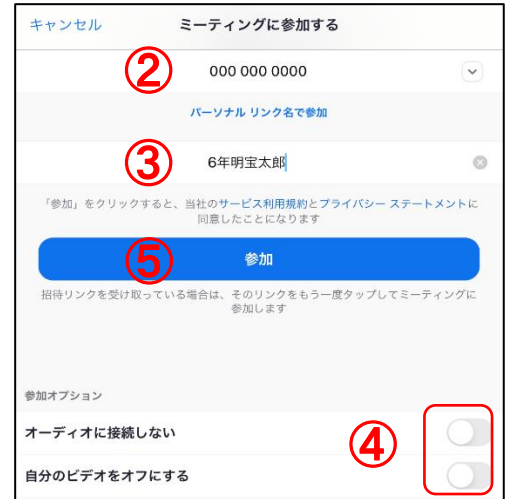 キャンセル ミーティングに参加する
② 000 000 0000
パーソナル リンク名で参加
③ 6年明宝太郎
「参加」をクリックすると、当社のサービス利用規約とプライバシー ステートメントに
同意したことになります
⑤ 参加
招待リンクを受け取っている場合は、そのリンクをもう一度タップしてミーティングに
参加します
参加オプション
オーディオに接続しない
④
自分のビデオをオフにする